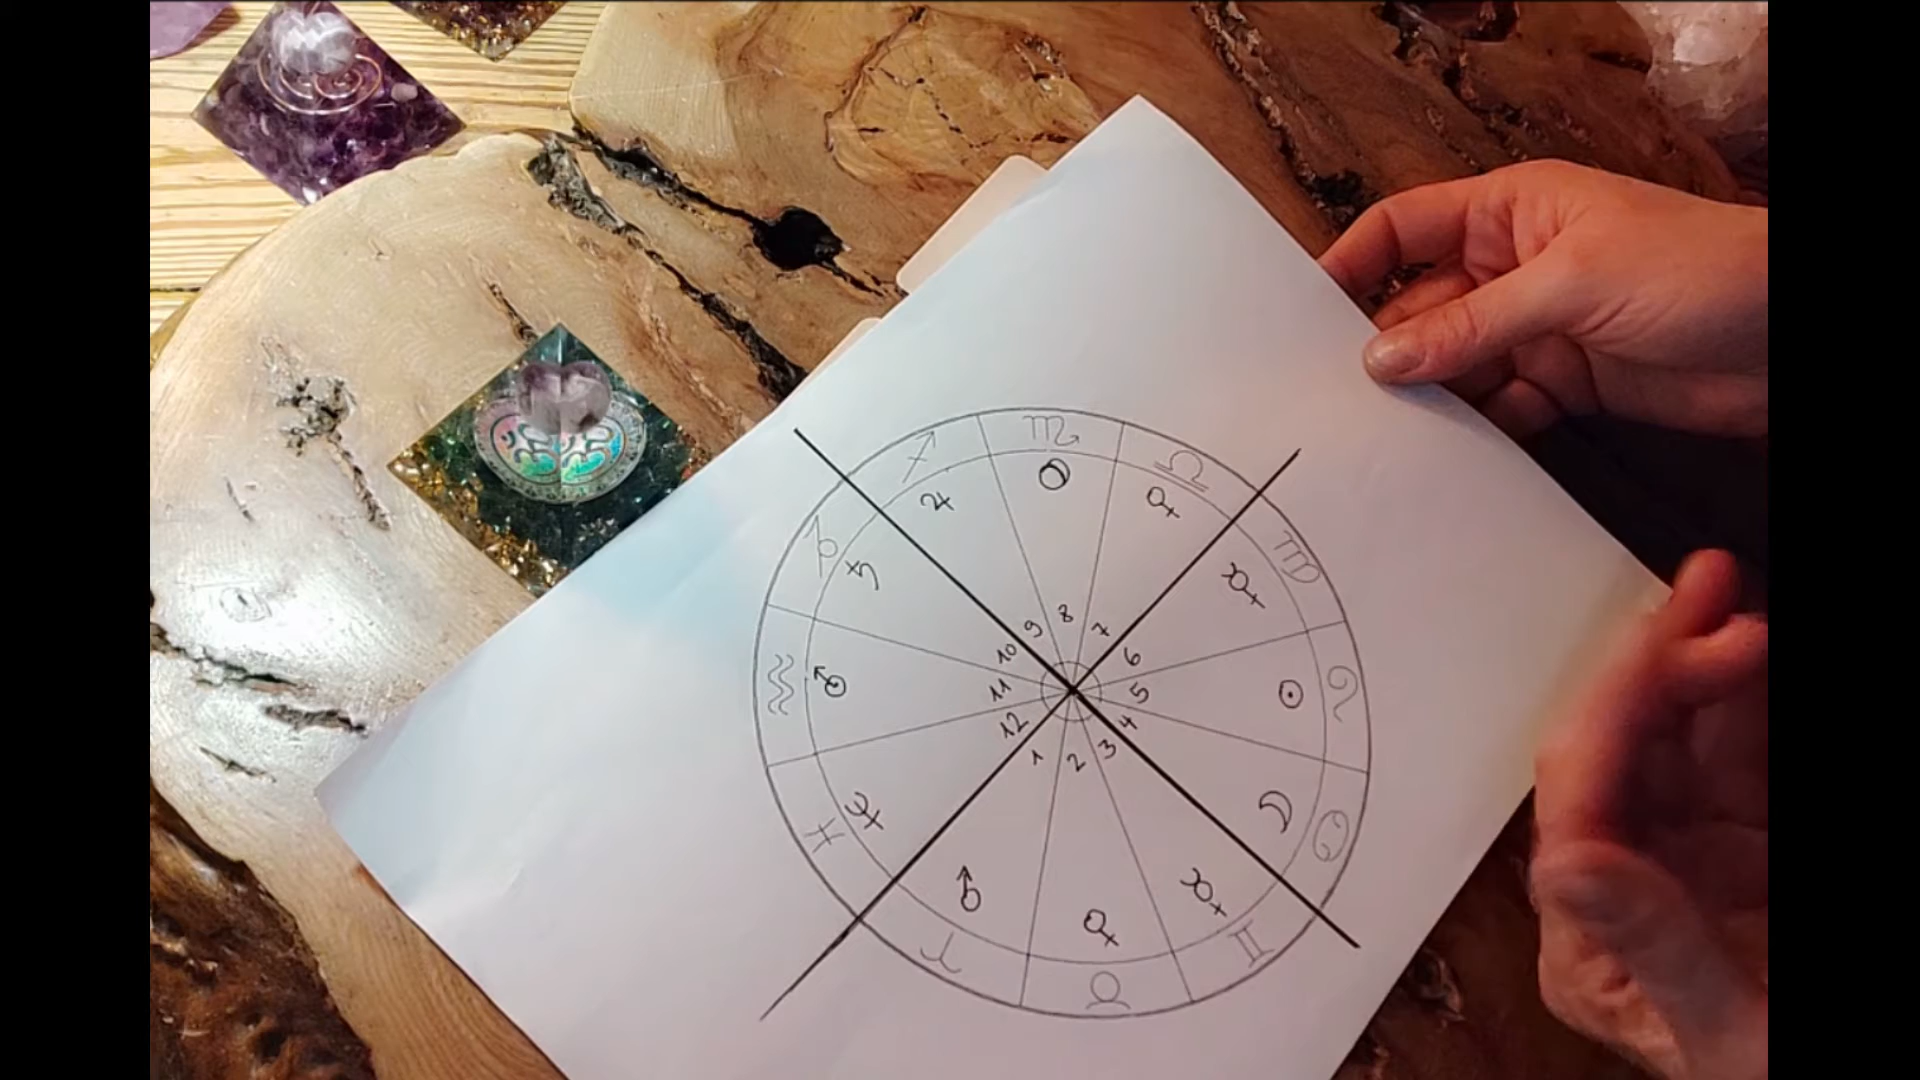 ♐ ♏ ♎
♃ ♀
♑ ♄ ☿ ♍
8
9 7
10 6
♒ ♅ 11 5 ☉ ♌
12 4
1 2 3
♓ ♆ ☽ ♋
♂ ♀ ☿
♈ ♉ ♊